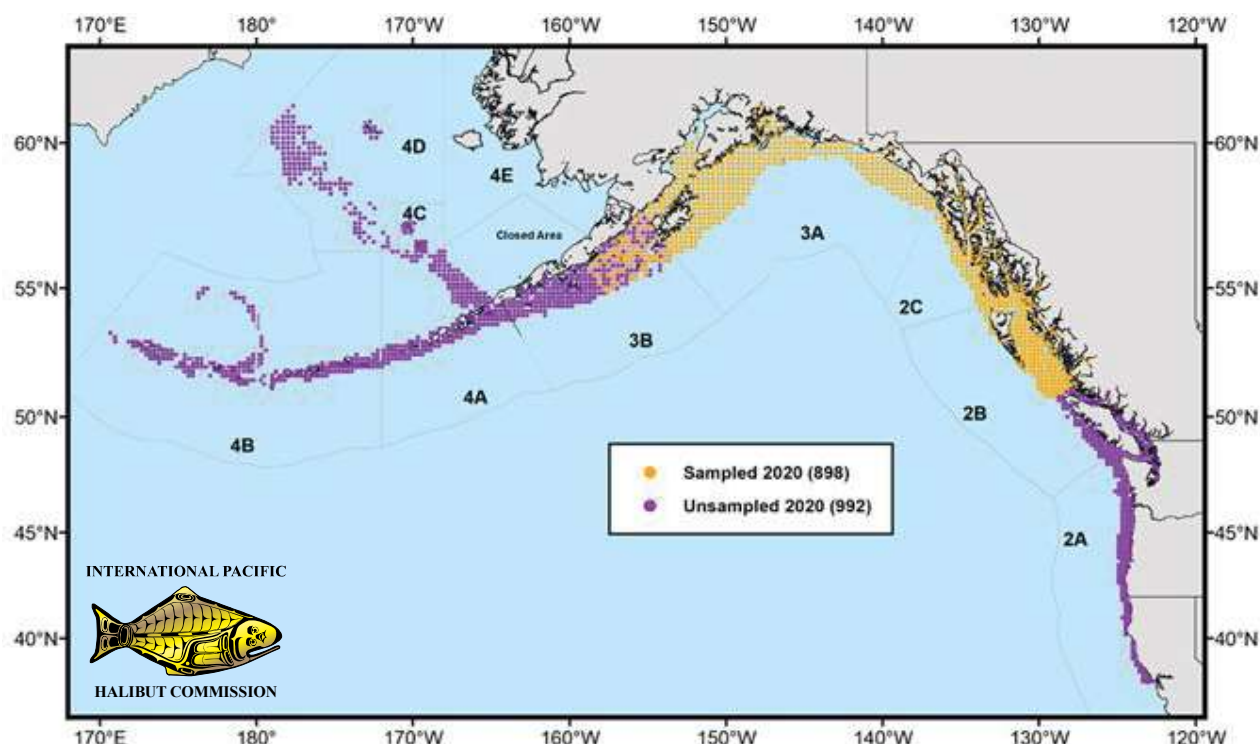 170°E 180° 170°W 160°W 150°W 140°W 130°W 120°W
60°N 60°N
4D
4E
4C
Closed Area
3A
55°N 55°N
2C
3B
4A
2B
50°N 50°N
4B
Sampled 2020 (898)
Unsampled 2020 (992)
45°N 45°N
2A
INTERNATIONAL PACIFIC
40°N 40°N
HALIBUT COMMISSION
170°E 180° 170°W 160°W 150°W 140°W 130°W 120°W